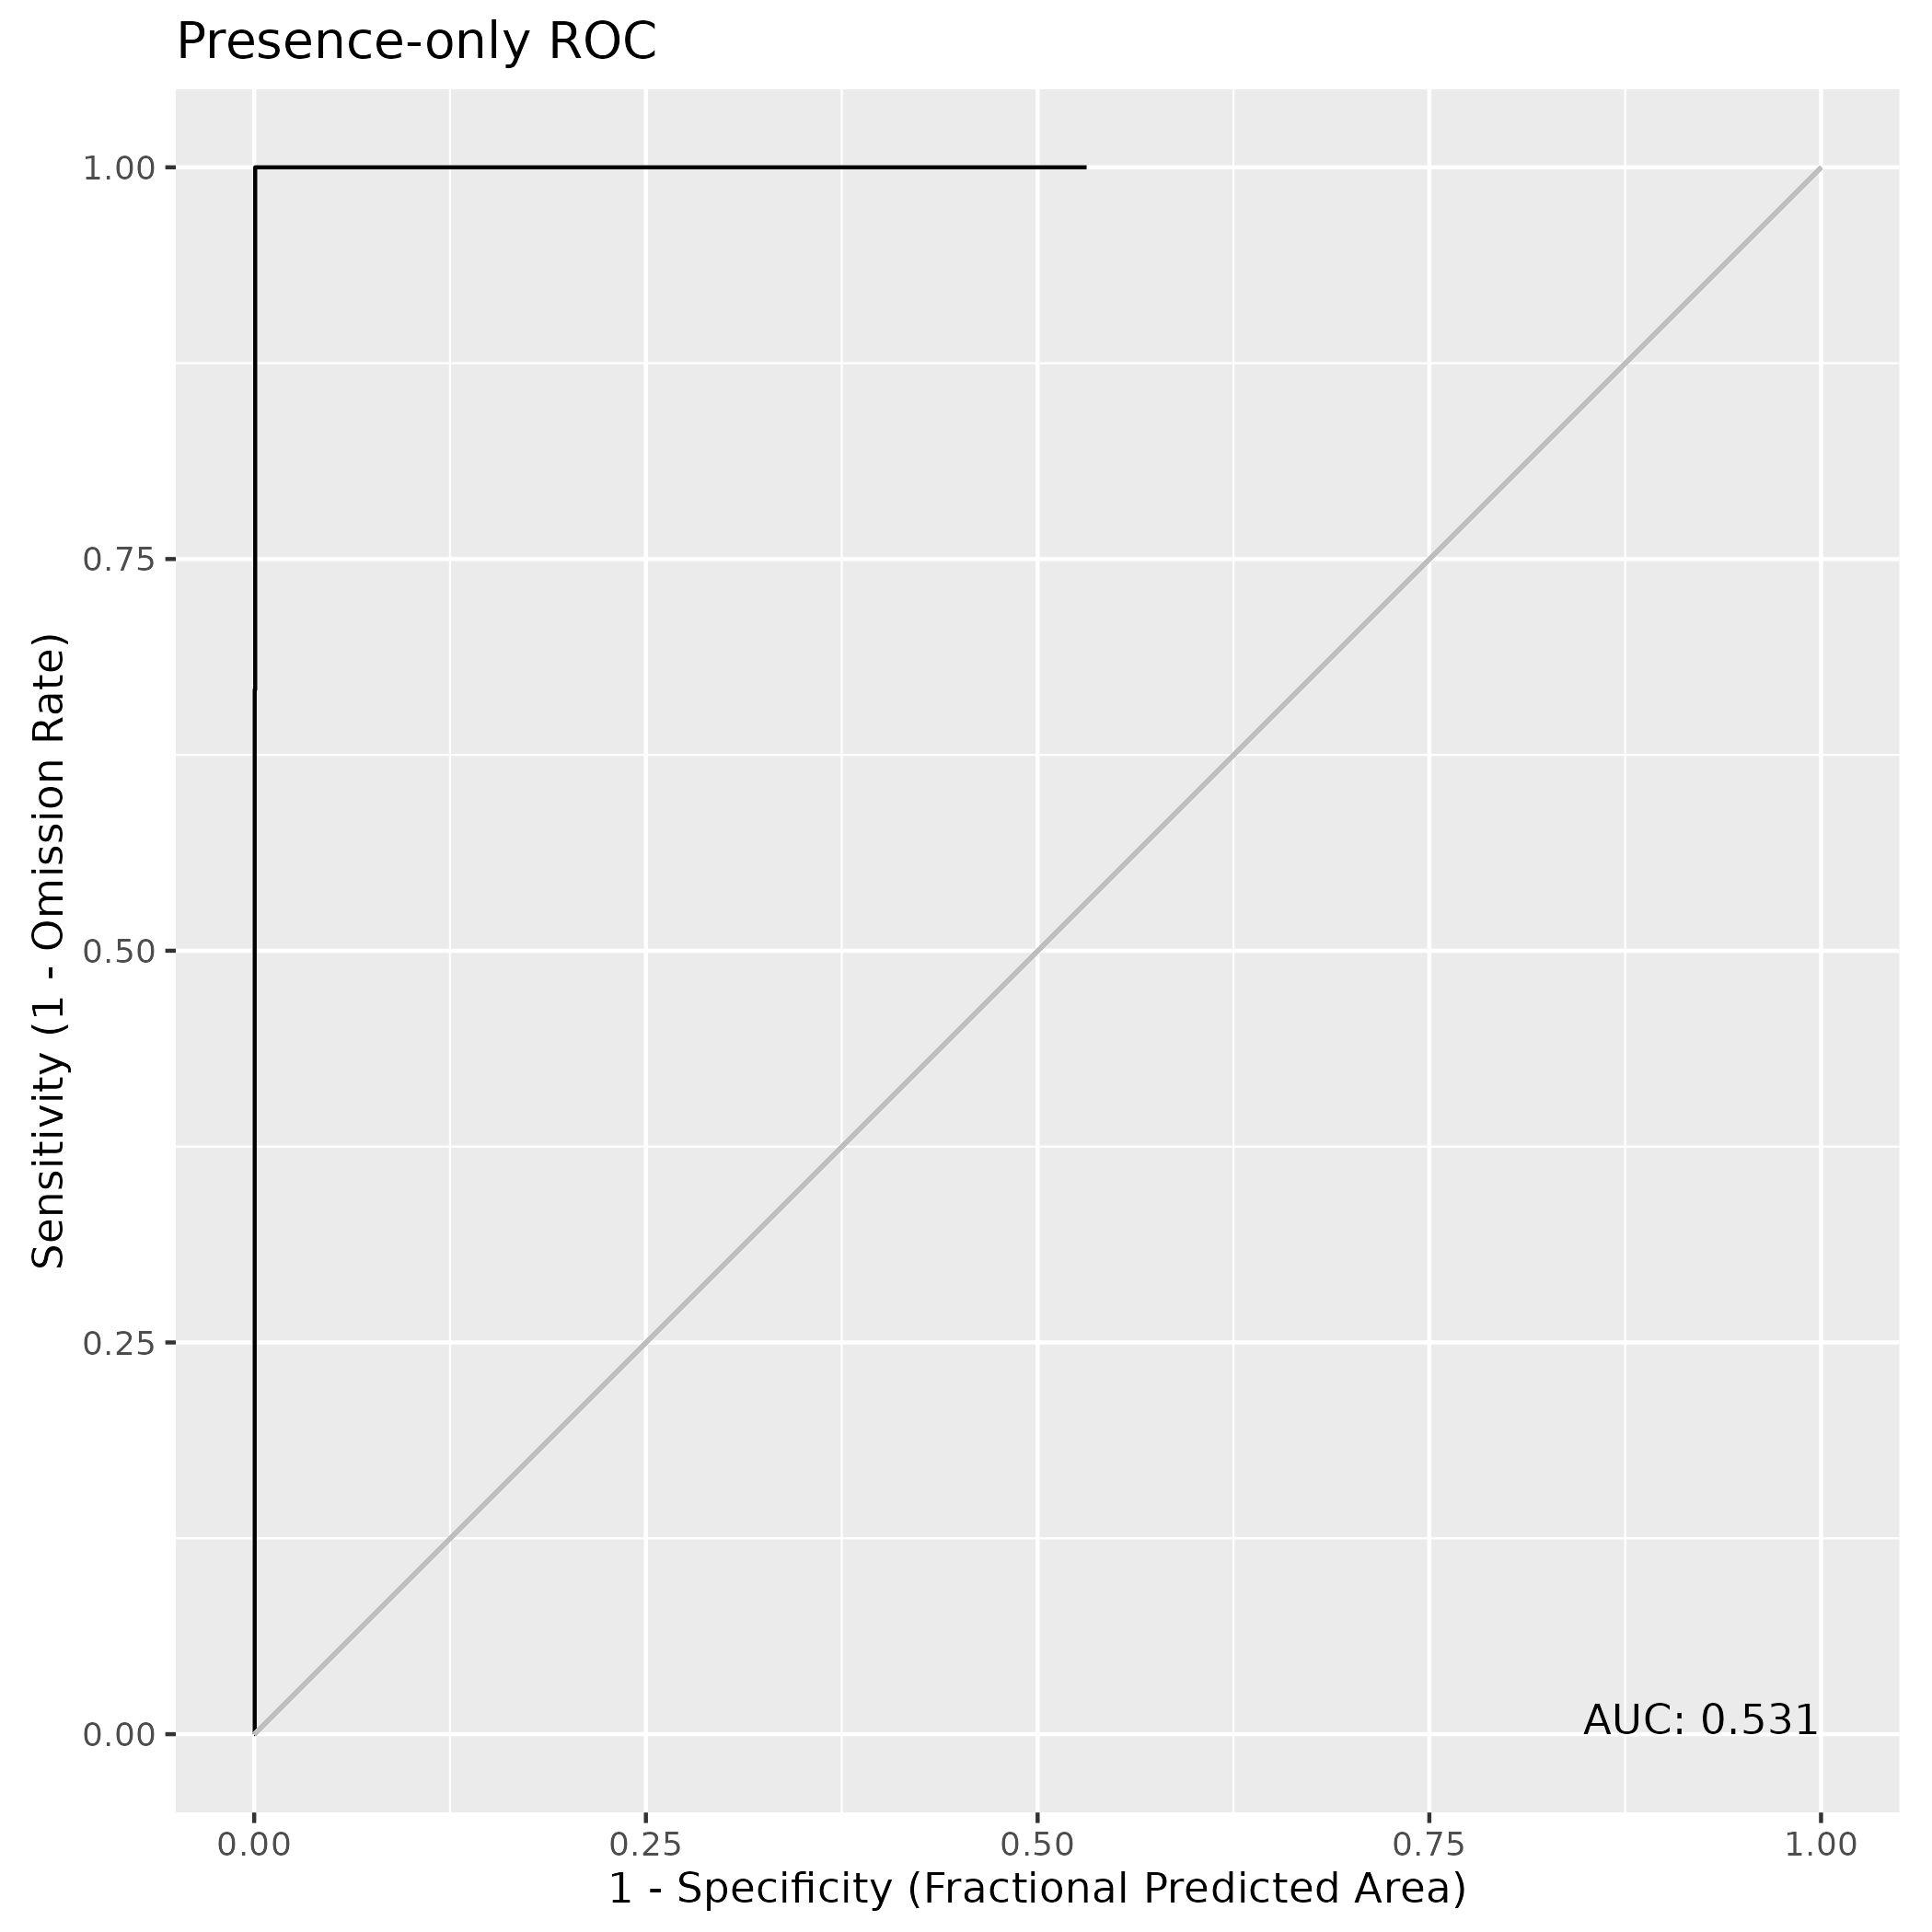 Presence-only ROC
Sensitivity (1 - Omission Rate)
1.00
0.75
0.50
0.25
0.00
AUC: 0.531
0.00 0.25 0.50 0.75 1.00
1 - Specificity (Fractional Predicted Area)